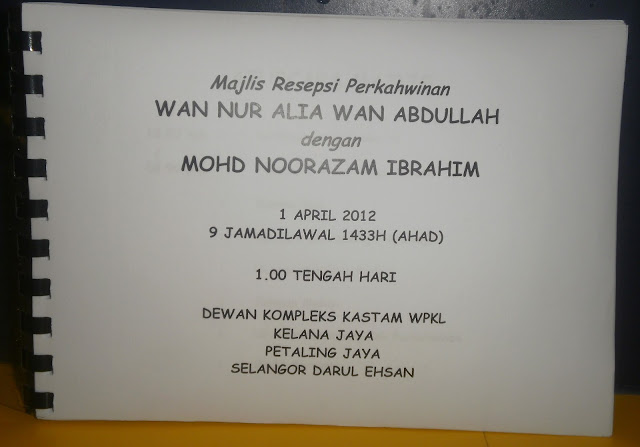 Majlis Resepsi Perkahwinan
WAN NUR ALIA WAN ABDULLAH
dengan
MOHD NOORAZAM IBRAHIM
1 APRIL 2012
9 JAMADILAWAL 1433H (AHAD)
1.00 TENGAH HARI
DEWAN KOMPLEKS KASTAM WPKL
KELANA JAYA
PETALING JAYA
SELANGOR DARUL EHSAN